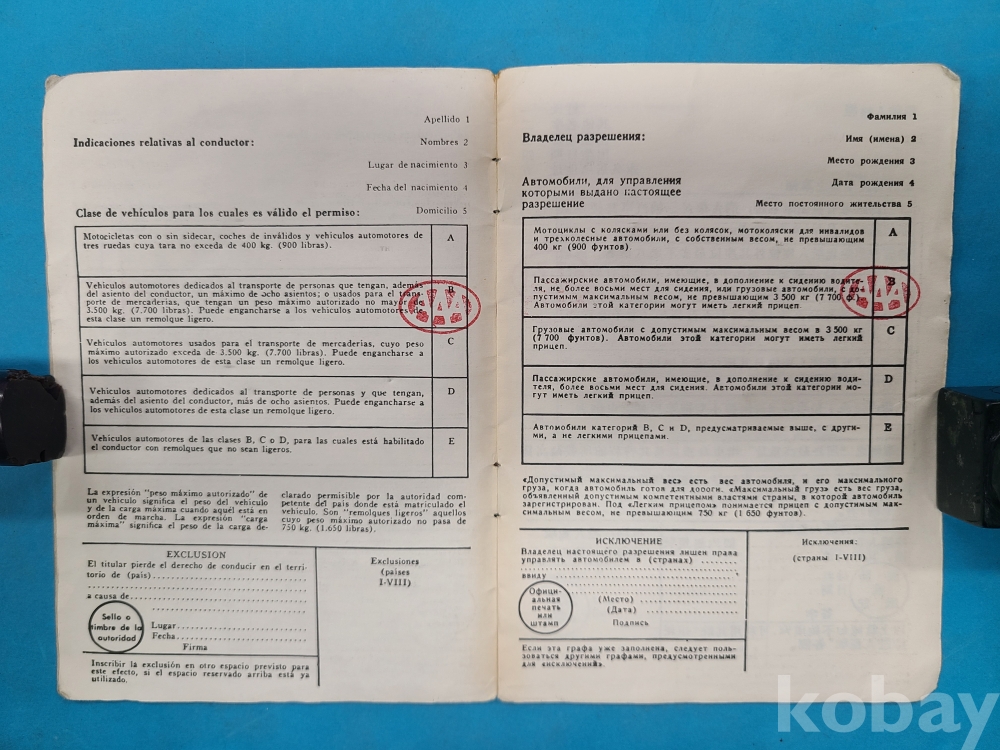 Apellido 1
Indicaciones relativas al conductor:
Nombres 2
Lugar de nacimiento 3
Fecha del nacimiento 4
Clase de vehículos para los cuales es válido el permiso:
Domicilio 5
Motocicletas con o sin sidecar, coches de inválidos y vehículos automotores de
tres ruedas cuya tara no exceda de 400 kg. (900 libras).
A
Vehículos automotores dedicados al transporte de personas que tengan, además
del asiento del conductor, un máximo de ocho asientos; o usados para el trans-
porte de mercaderías, que tengan un peso máximo autorizado no mayor de
3.500 kg. (7.700 libras). Puede engancharse a los vehículos automotores de
esta clase un remolque ligero.
B
Vehículos automotores usados para el transporte de mercaderías, cuyo peso
máximo autorizado exceda de 3.500 kg. (7.700 libras). Puede engancharse a
los vehículos automotores de esta clase un remolque ligero.
C
Vehículos automotores dedicados al transporte de personas y que tengan,
además del asiento del conductor, más de ocho asientos. Puede engancharse a
los vehículos automotores de esta clase un remolque ligero.
D
Vehículos automotores de las clases B, C o D, para las cuales está habilitado
el conductor con remolques que no sean ligeros.
E
La expresión "peso máximo autorizado" de
un vehículo significa el peso del vehículo
y de la carga máxima cuando aquél está en
orden de marcha. La expresión "carga
máxima" significa el peso de la carga de-
clarado permisible por la autoridad com-
petente del país donde está matriculado el
vehículo. Son "remolques ligeros" aquellos
cuyo peso máximo autorizado no pasa de
750 kg. (1.650 libras).
EXCLUSION
El titular pierde el derecho de conducir en el terri-
torio de (país)
a causa de
Sello o
timbre de la
autoridad
Lugar
Fecha
Firma
Inscribir la exclusión en otro espacio previsto para
este efecto, si el espacio reservado arriba está ya
utilizado.
Exclusiones
(países
I-VIII)
Фамилия 1
Владелец разрешения:
Имя (имена) 2
Место рождения 3
Автомобили, для управления
которыми выдано настоящее
разрешение
Дата рождения 4
Место постоянного жительства 5
Мотоциклы с колясками или без колясок, мотоколяски для инвалидов
и трехколесные автомобили, с собственным весом, не превышающим
400 кг (900 фунтов).
A
Пассажирские автомобили, имеющие, в дополнение к сидению водите-
ля, не более восьми мест для сидения, или грузовые автомобили, с до-
пустимым максимальным весом, не превышающим 3 500 кг (7 700 ф.)
Автомобили этой категории могут иметь легкий прицеп.
B
Грузовые автомобили с допустимым максимальным весом в 3 500 кг
(7 700 фунтов). Автомобили этой категории могут иметь легкий
прицеп.
C
Пассажирские автомобили, имеющие, в дополнение к сидению води-
теля, более восьми мест для сидения. Автомобили этой категории мо-
гут иметь легкий прицеп.
D
Автомобили категорий В, С и D, предусматриваемые выше, с други-
ми, а не легкими прицепами.
E
«Допустимый максимальный вес» есть вес автомобиля, и его максимального
груза, когда автомобиль готов для дороги. «Максимальный груз» есть вес груза,
объявленный допустимым компетентными властями страны, в которой автомобиль
зарегистрирован. Под «Легким прицепом» понимается прицеп с допустимым мак-
симальным весом, не превышающим 750 кг (1 650 фунтов).
ИСКЛЮЧЕНИЕ
Владелец настоящего разрешения лишен права
управлять автомобилем в (странах)
ввиду
Офици-
альная
печать
или
штамп
(Место)
(Дата)
Подпись
Если эта графа уже заполнена, следует поль-
зоваться другими графами, предусмотренными
для «исключений».
Исключения:
(страны I-VIII)
kobay